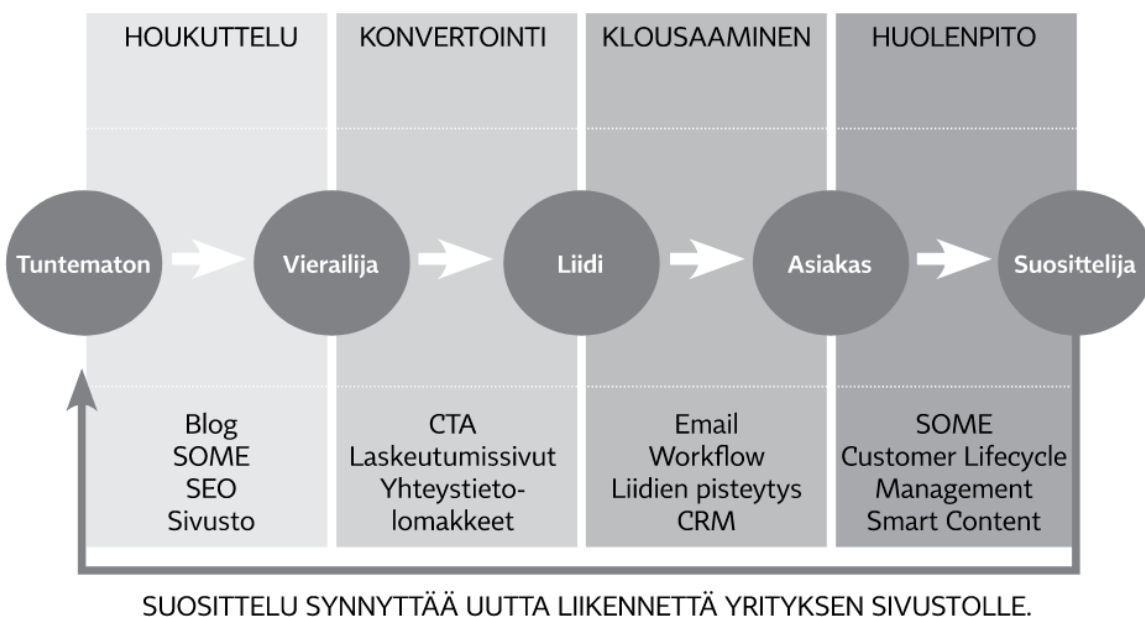 HOUKUTTELU
KONVERTOINTI
KLOUSAAMINEN
HUOLENPITO
Tuntematon
Vierailija
Liidi
Asiakas
Suosittelija
Blog
SOME
SEO
Sivusto
CTA
Laskeutumissivut
Yhteystieto-
lomakkeet
Email
Workflow
Liidien pisteytys
CRM
SOME
Customer Lifecycle
Management
Smart Content
SUOSITTELU SYNNYTTÄÄ UUTTA LIIKENNETTÄ YRITYKSEN SIVUSTOLLE.